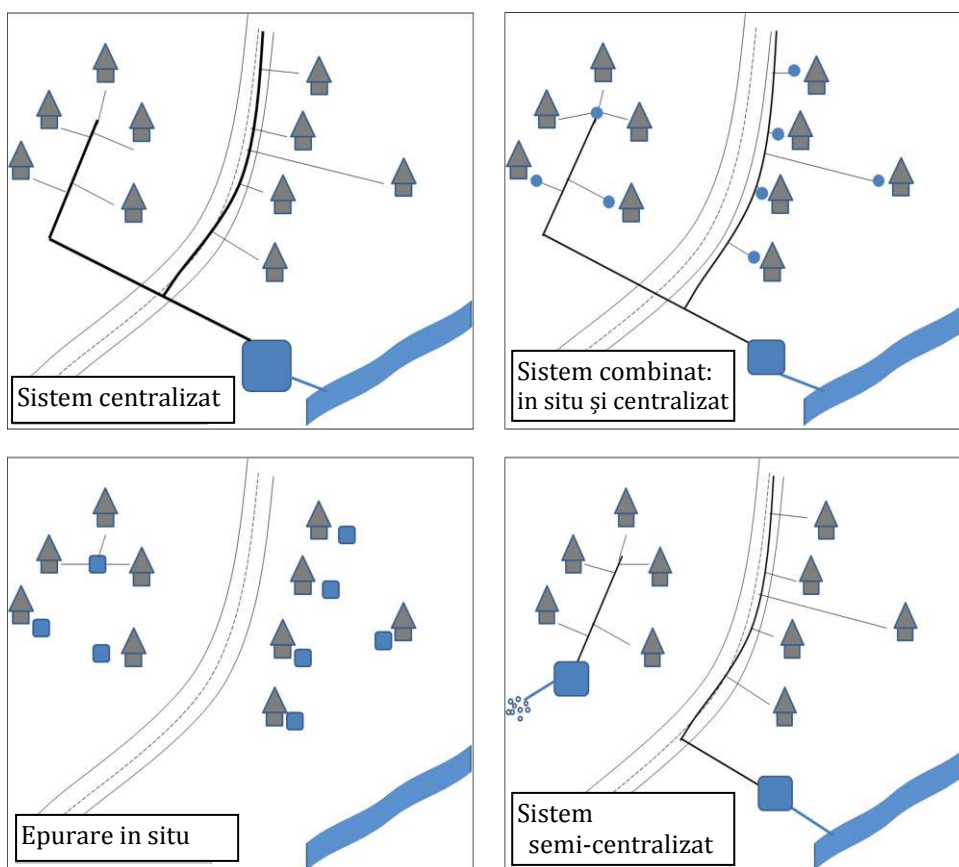 Sistem centralizat
Sistem combinat:
in situ și centralizat
Epurare in situ
Sistem
semi-centralizat